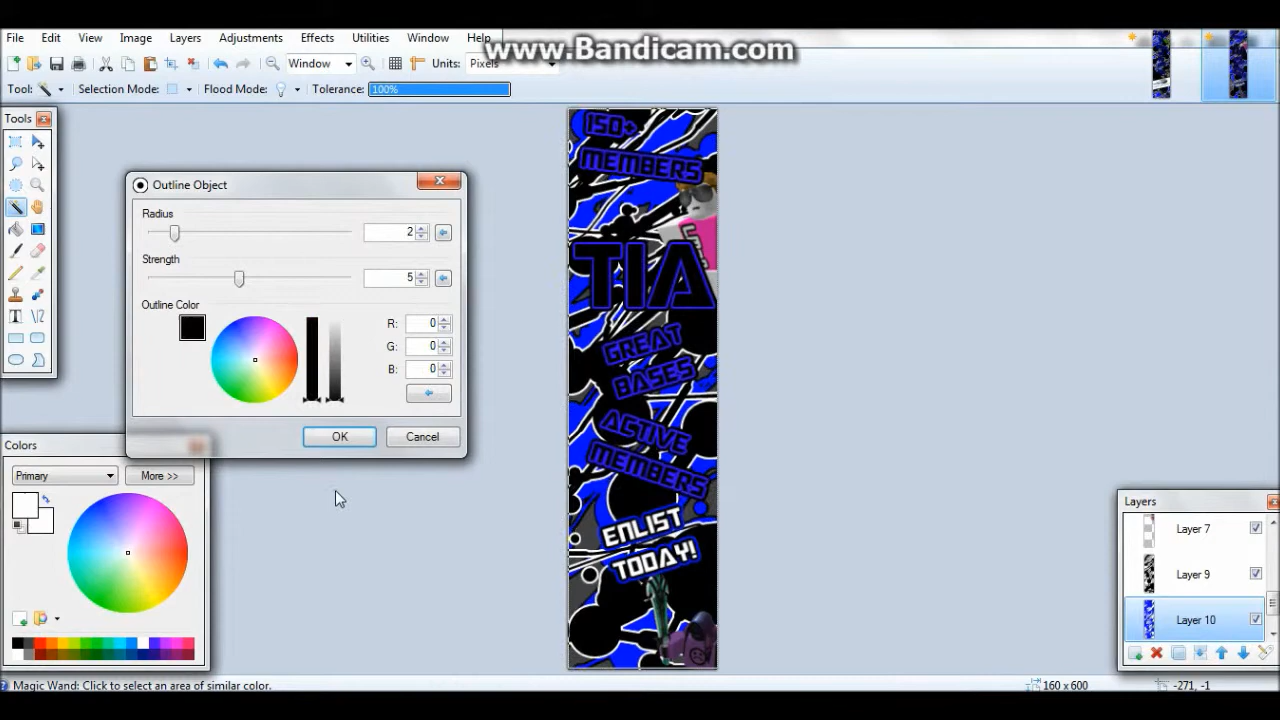 File Edit View Image Layers Adjustments Effects Utilities Window Help
www.Bandicam.com
Window Units: Pixels
Tool: Selection Mode: Flood Mode: Tolerance: 100%
Tools
Outline Object
Radius
2
Strength
5
Outline Color
R: 0
G: 0
B: 0
OK Cancel
150+
MEMBERS
TIA
GREAT
BASES
ACTIVE
MEMBERS
ENLIST
TODAY!
Colors
Primary More >>
Layers
Layer 7
Layer 9
Layer 10
Magic Wand: Click to select an area of similar color. 160 x 600 -271, -1